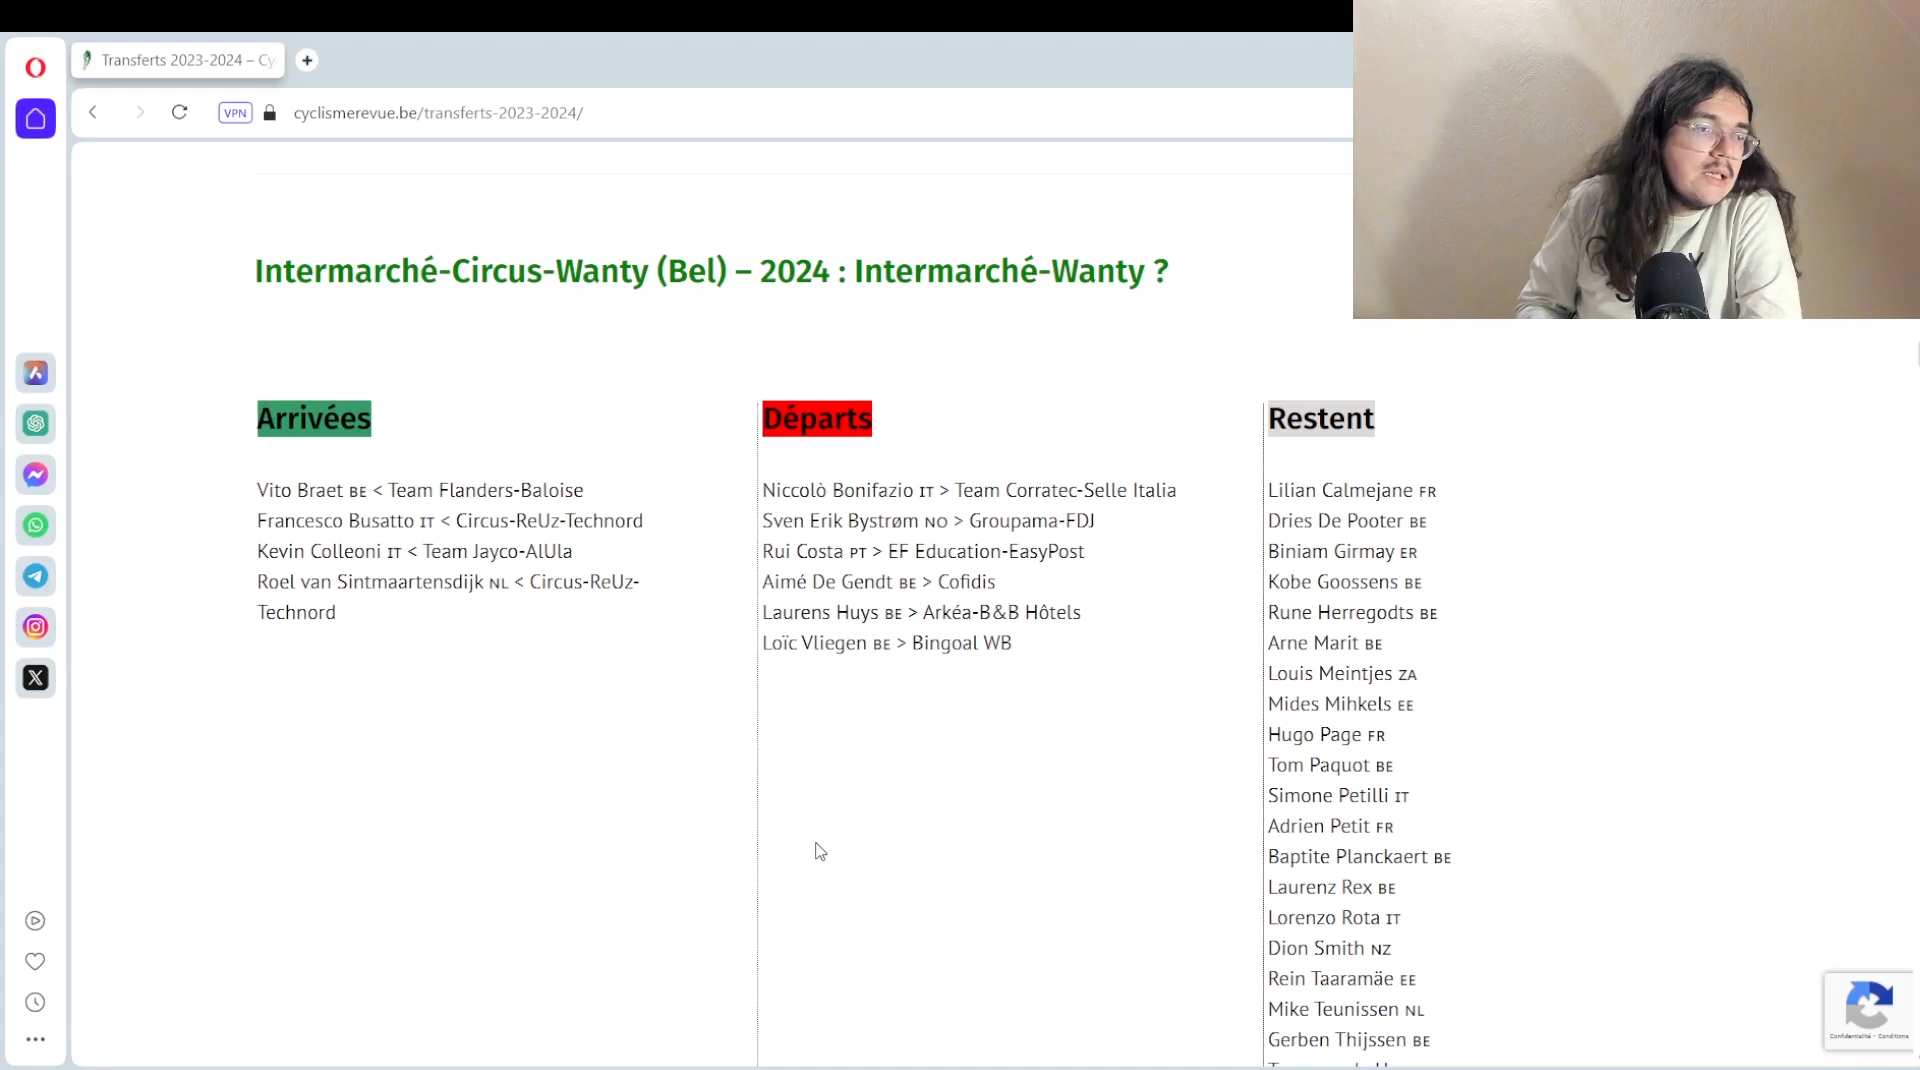 Transferts 2023-2024 – Cy
VPN
cyclismerevue.be/transferts-2023-2024/
Intermarché-Circus-Wanty (Bel) – 2024 : Intermarché-Wanty ?
Arrivées
Vito Braet BE < Team Flanders-Baloise
Francesco Busatto IT < Circus-ReUz-Technord
Kevin Colleoni IT < Team Jayco-AlUla
Roel van Sintmaartensdijk NL < Circus-ReUz-
Technord
Départs
Niccolò Bonifazio IT > Team Corratec-Selle Italia
Sven Erik Bystrøm NO > Groupama-FDJ
Rui Costa PT > EF Education-EasyPost
Aimé De Gendt BE > Cofidis
Laurens Huys BE > Arkéa-B&B Hôtels
Loïc Vliegen BE > Bingoal WB
Restent
Lilian Calmejane FR
Dries De Pooter BE
Biniam Girmay ER
Kobe Goossens BE
Rune Herregodts BE
Arne Marit BE
Louis Meintjes ZA
Mides Mihkels EE
Hugo Page FR
Tom Paquot BE
Simone Petilli IT
Adrien Petit FR
Baptite Planckaert BE
Laurenz Rex BE
Lorenzo Rota IT
Dion Smith NZ
Rein Taaramäe EE
Mike Teunissen NL
Gerben Thijssen BE
Confidentialité - Conditions